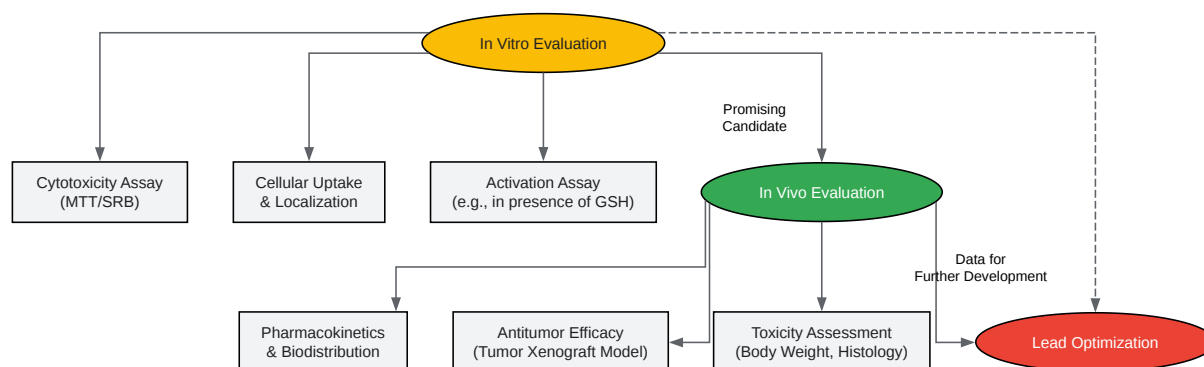 In Vitro Evaluation
Promising
Candidate
Cytotoxicity Assay
(MTT/SRB)
Cellular Uptake
& Localization
Activation Assay
(e.g., in presence of GSH)
In Vivo Evaluation
Data for
Further Development
Pharmacokinetics
& Biodistribution
Antitumor Efficacy
(Tumor Xenograft Model)
Toxicity Assessment
(Body Weight, Histology)
Lead Optimization